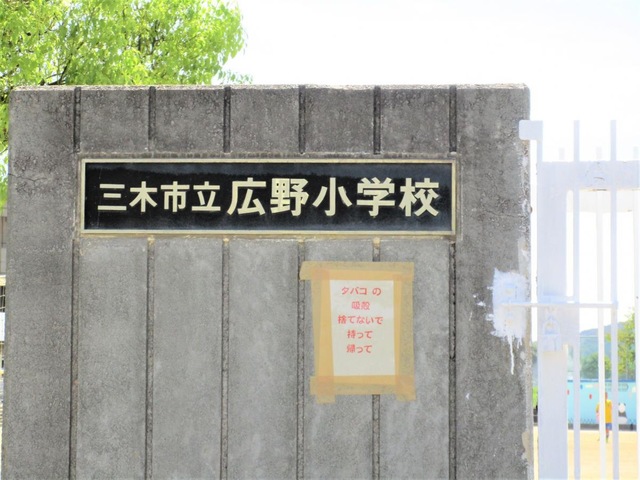 三木市立広野小学校
タバコの
吸殻
捨てないで
持って
帰って